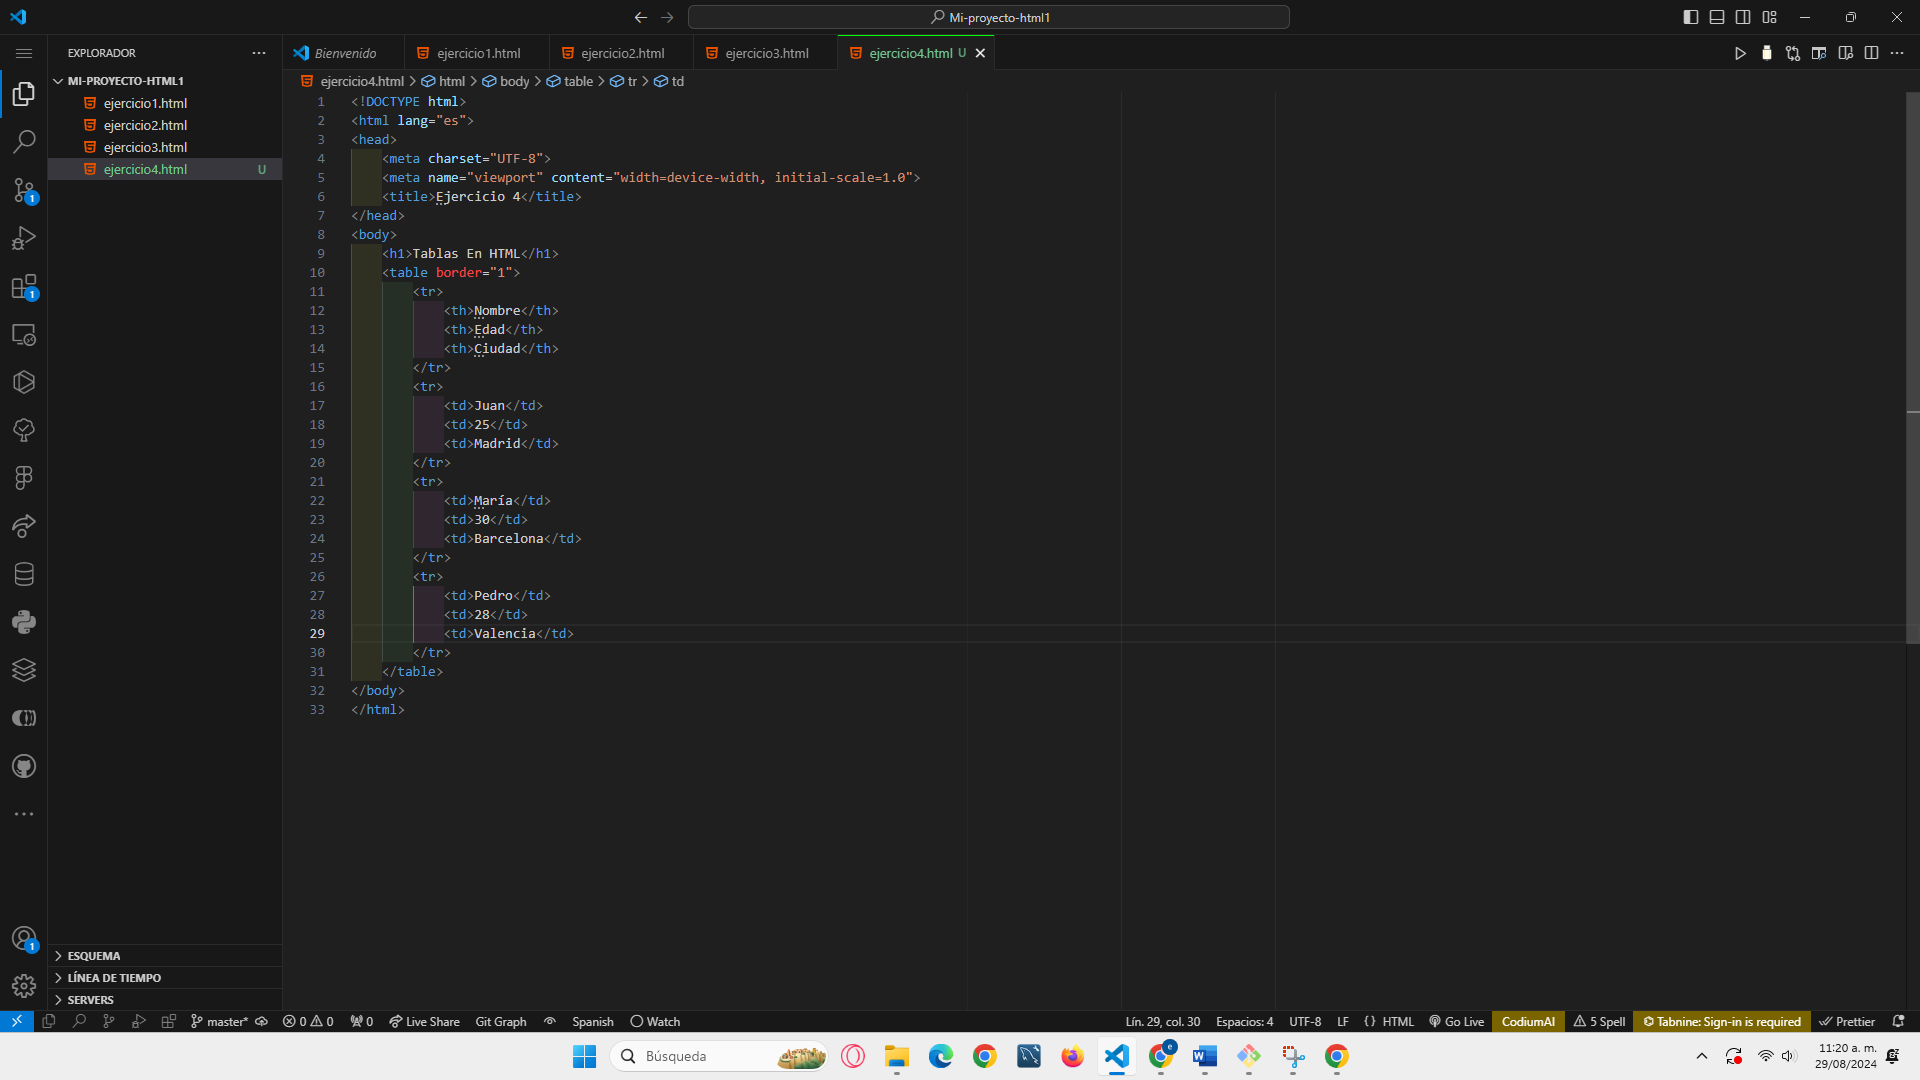 Mi-proyecto-html1
EXPLORADOR
MI-PROYECTO-HTML1
ejercicio1.html
ejercicio2.html
ejercicio3.html
ejercicio4.html U
ESQUEMA
LÍNEA DE TIEMPO
SERVERS
Bienvenido ejercicio1.html ejercicio2.html ejercicio3.html ejercicio4.html U
ejercicio4.html > html > body > table > tr > td
1 <!DOCTYPE html>
2 <html lang="es">
3 <head>
4 <meta charset="UTF-8">
5 <meta name="viewport" content="width=device-width, initial-scale=1.0">
6 <title>Ejercicio 4</title>
7 </head>
8 <body>
9 <h1>Tablas En HTML</h1>
10 <table border="1">
11 <tr>
12 <th>Nombre</th>
13 <th>Edad</th>
14 <th>Ciudad</th>
15 </tr>
16 <tr>
17 <td>Juan</td>
18 <td>25</td>
19 <td>Madrid</td>
20 </tr>
21 <tr>
22 <td>María</td>
23 <td>30</td>
24 <td>Barcelona</td>
25 </tr>
26 <tr>
27 <td>Pedro</td>
28 <td>28</td>
29 <td>Valencia</td>
30 </tr>
31 </table>
32 </body>
33 </html>
1
1
1
master* 0 0 0 Live Share Git Graph Spanish Watch Lín. 29, col. 30 Espacios: 4 UTF-8 LF {} HTML Go Live CodiumAI 5 Spell Tabnine: Sign-in is required Prettier
Búsqueda
11:20 a. m.
29/08/2024